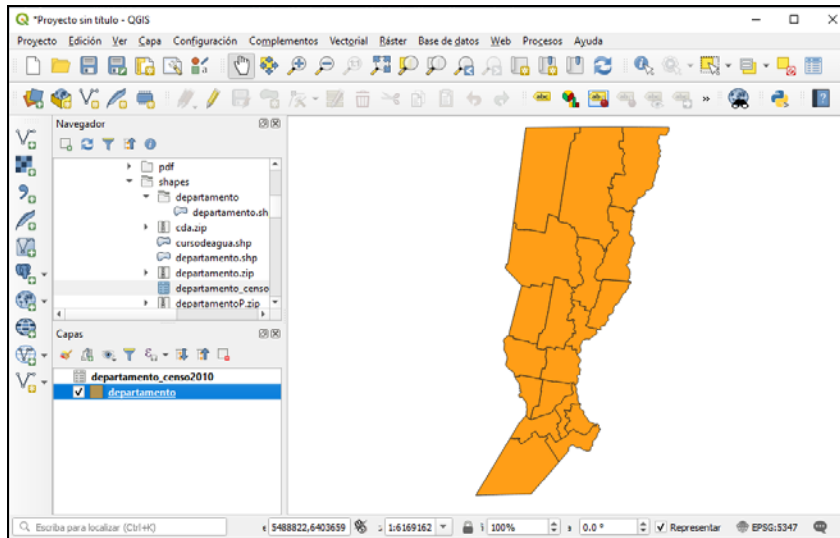 *Proyecto sin título - QGIS
Proyecto Edición Ver Capa Configuración Complementos Vectorial Ráster Base de datos Web Procesos Ayuda
abc
Navegador
pdf
shapes
departamento
departamento.sh
cda.zip
cursodeagua.shp
departamento.shp
departamento.zip
departamento_censo
departamentoP.zip
Capas
departamento_censo2010
departamento
Escriba para localizar (Ctrl+K)
5488822,6403659 1:6169162 100% 0.0 ° Representar EPSG:5347